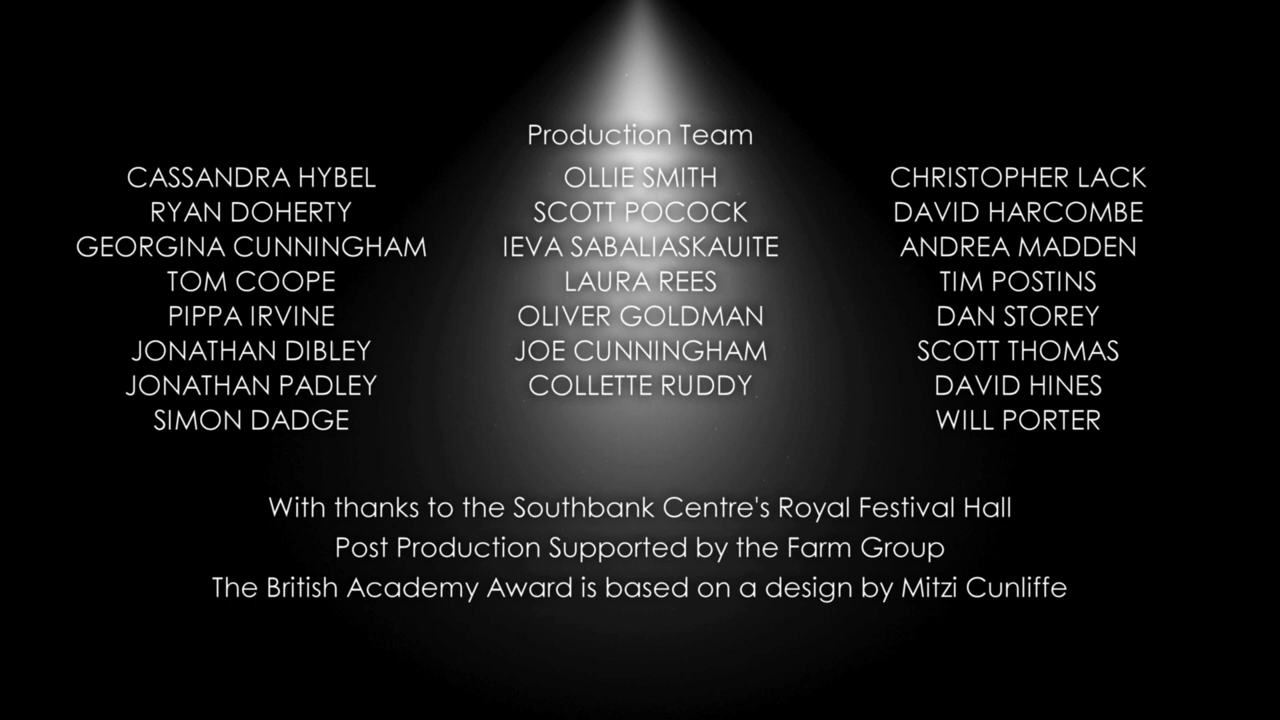 Production Team
CASSANDRA HYBEL OLLIE SMITH CHRISTOPHER LACK
RYAN DOHERTY SCOTT POCOCK DAVID HARCOMBE
GEORGINA CUNNINGHAM IEVA SABALIASKAUITE ANDREA MADDEN
TOM COOPE LAURA REES TIM POSTINS
PIPPA IRVINE OLIVER GOLDMAN DAN STOREY
JONATHAN DIBLEY JOE CUNNINGHAM SCOTT THOMAS
JONATHAN PADLEY COLLETTE RUDDY DAVID HINES
SIMON DADGE WILL PORTER
With thanks to the Southbank Centre's Royal Festival Hall
Post Production Supported by the Farm Group
The British Academy Award is based on a design by Mitzi Cunliffe